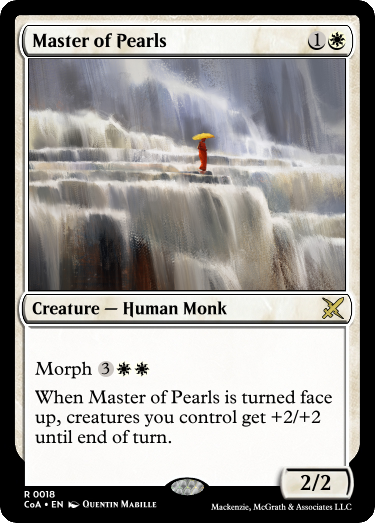 Master of Pearls 1
Creature — Human Monk
Morph 3
When Master of Pearls is turned face
up, creatures you control get +2/+2
until end of turn.
2/2
R 0018
CoA • EN Quentin Mabille
Mackenzie, McGrath & Associates LLC